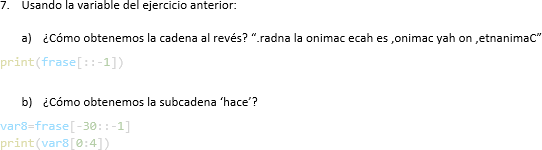 7. Usando la variable del ejercicio anterior:
a) ¿Cómo obtenemos la cadena al revés? “.radna la onimac ecah es ,onimac yah on ,etnanimaC”
print(frase[::-1])
b) ¿Cómo obtenemos la subcadena ‘hace’?
var8=frase[-30::-1]
print(var8[0:4])